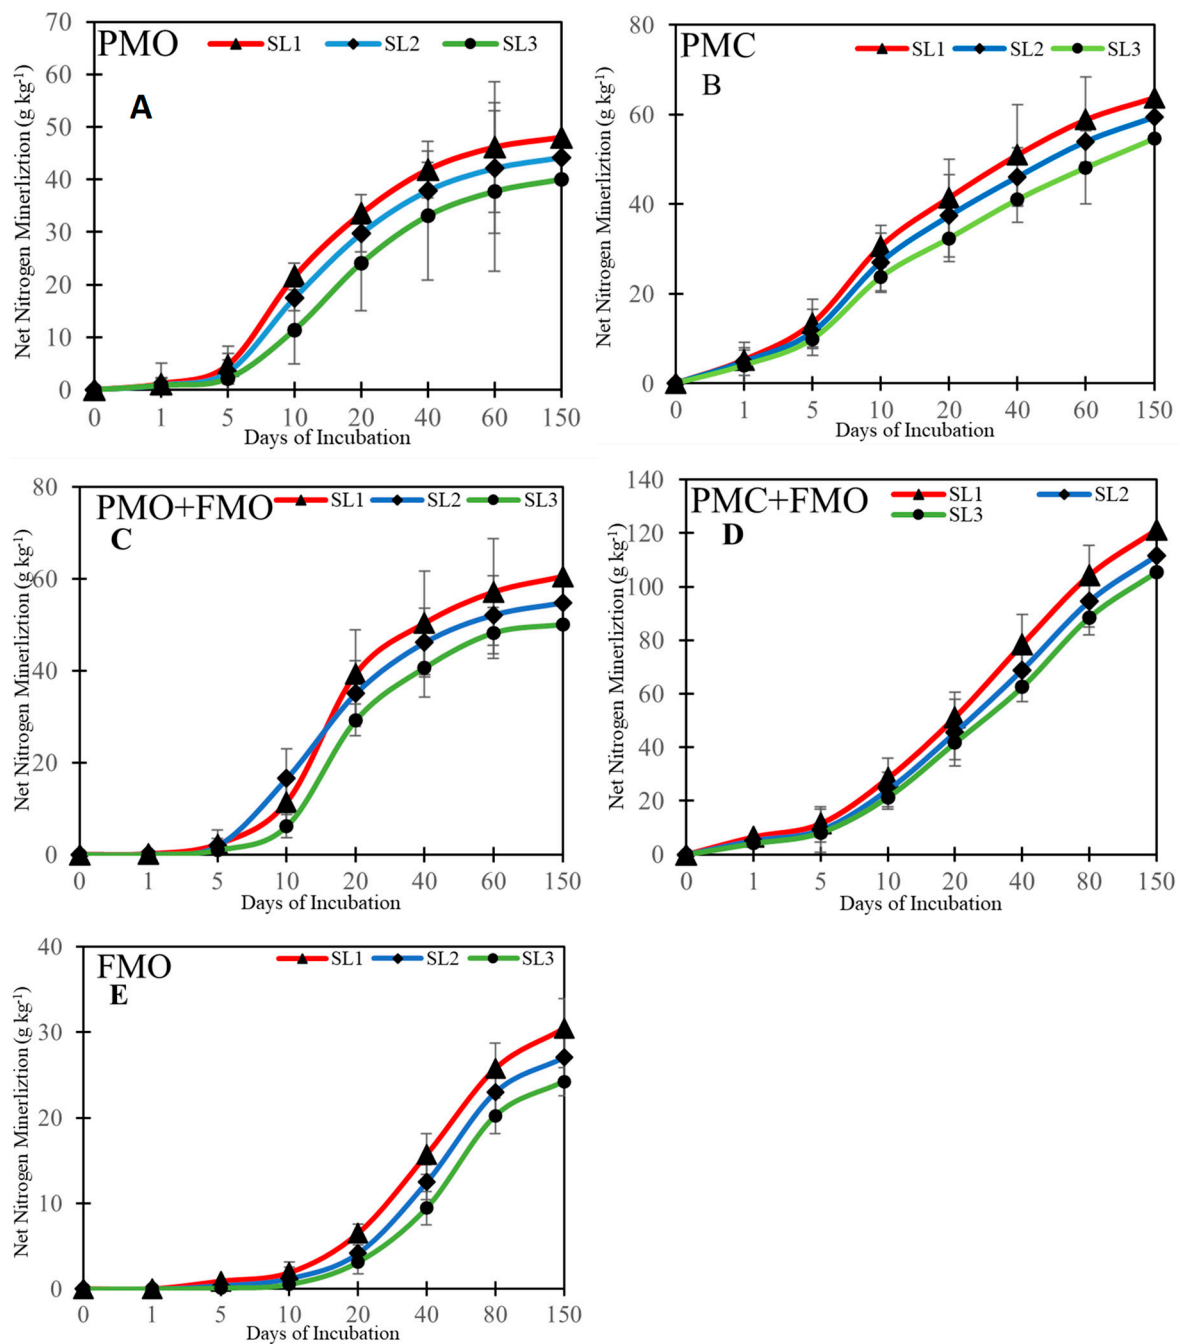 PMO SL1 SL2 SL3
A
Net Nitrogen Minerliztion (g kg-1)
70
60
50
40
30
20
10
0
0 1 5 10 20 40 60 150
Days of Incubation
PMC SL1 SL2 SL3
B
Net Nitrogen Minerliztion (g kg-1)
80
60
40
20
0
0 1 5 10 20 40 60 150
Days of Incubation
PMO+FMO SL1 SL2 SL3
C
Net Nitrogen Minerliztion (g kg-1)
80
60
40
20
0
0 1 5 10 20 40 60 150
Days of Incubation
PMC+FMO SL1 SL2
SL3
D
Net Nitrogen Minerliztion (g kg-1)
140
120
100
80
60
40
20
0
0 1 5 10 20 40 80 150
Days of Incubation
FMO SL1 SL2 SL3
E
Net Nitrogen Minerliztion (g kg-1)
40
30
20
10
0
0 1 5 10 20 40 80 150
Days of Incubation